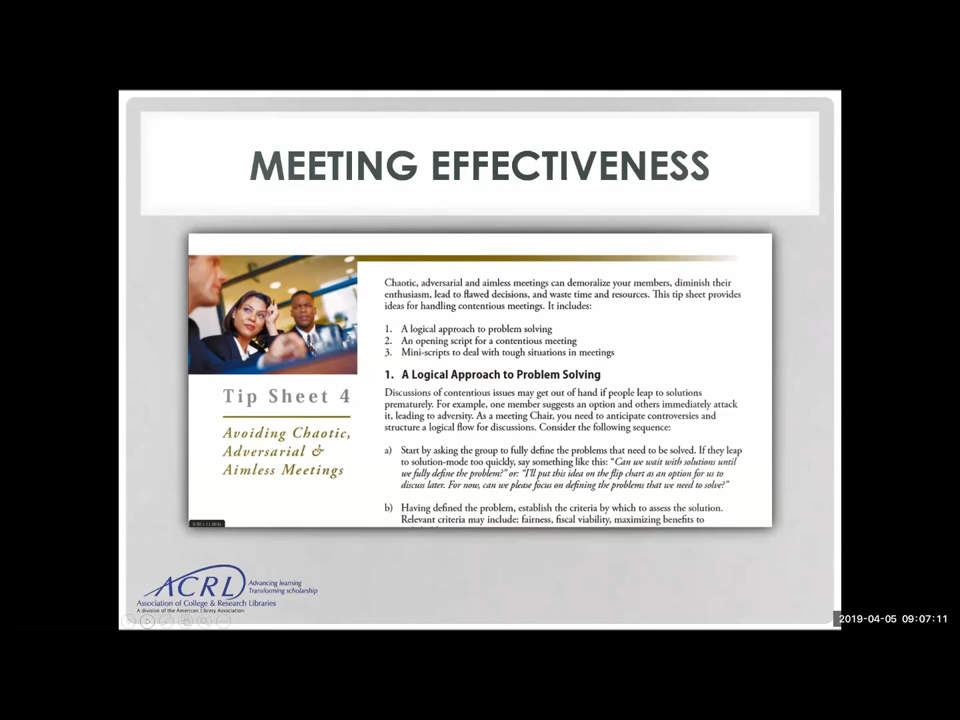 MEETING EFFECTIVENESS
Chaotic, adversarial and aimless meetings can demoralize your members, diminish their
enthusiasm, lead to flawed decisions, and waste time and resources. This tip sheet provides
ideas for handling contentious meetings. It includes:
1. A logical approach to problem solving
2. An opening script for a contentious meeting
3. Mini-scripts to deal with tough situations in meetings
1. A Logical Approach to Problem Solving
Discussions of contentious issues may get out of hand if people leap to solutions
prematurely. For example, one member suggests an option and others immediately attack
it, leading to adversity. As a meeting Chair, you need to anticipate controversies and
structure a logical flow for discussions. Consider the following sequence:
a) Start by asking the group to fully define the problems that need to be solved. If they leap
to solution-mode too quickly, say something like this: "Can we wait with solutions until
we fully define the problem?" or: "I'll put this idea on the flip chart as an option for us to
discuss later. For now, can we please focus on defining the problems that we need to solve?"
b) Having defined the problem, establish the criteria by which to assess the solution.
Relevant criteria may include: fairness, fiscal viability, maximizing benefits to
Tip Sheet 4
Avoiding Chaotic,
Adversarial &
Aimless Meetings
ACRL
Advancing learning
Transforming scholarship
Association of College & Research Libraries
A division of the American Library Association
2019-04-05 09:07:11